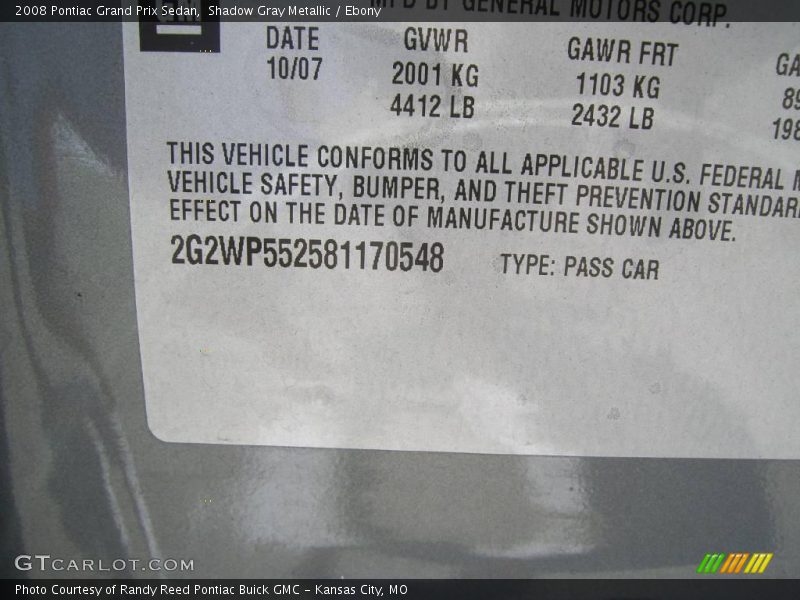 2008 Pontiac Grand Prix Sedan, Shadow Gray Metallic / Ebony
MFD BY GENERAL MOTORS CORP.
DATE GVWR GAWR FRT
10/07 2001 KG 1103 KG
4412 LB 2432 LB
THIS VEHICLE CONFORMS TO ALL APPLICABLE U.S. FEDERAL
VEHICLE SAFETY, BUMPER, AND THEFT PREVENTION
EFFECT ON THE DATE OF MANUFACTURE SHOWN ABOVE.
2G2WP552581170548 TYPE: PASS CAR
GTCARLOT.COM
Photo Courtesy of Randy Reed Pontiac Buick GMC – Kansas City, MO